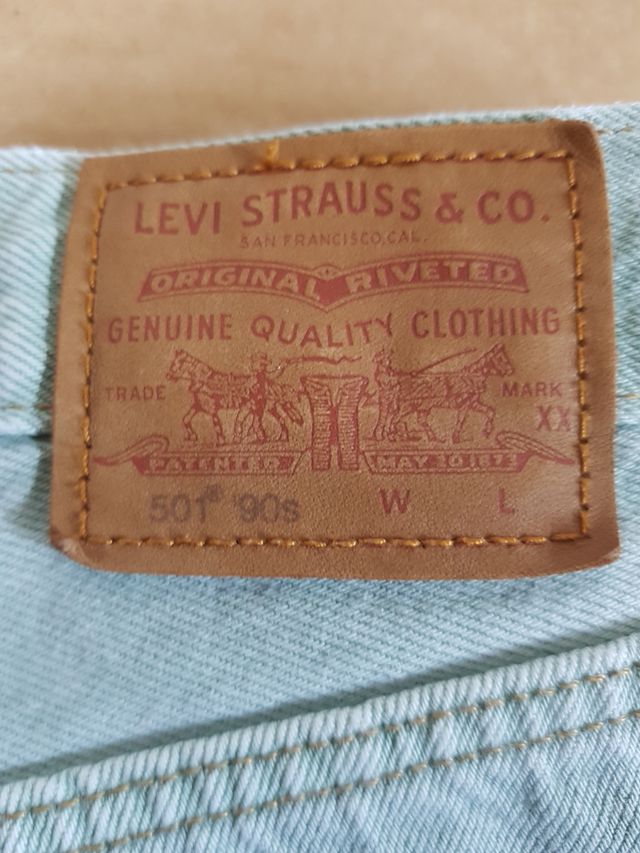 LEVI STRAUSS & CO.
SAN FRANCISCO, CAL.
ORIGINAL RIVETED
GENUINE QUALITY CLOTHING
TRADE MARK
XX
PATENTED MAY 20 1873
501® '90s W L